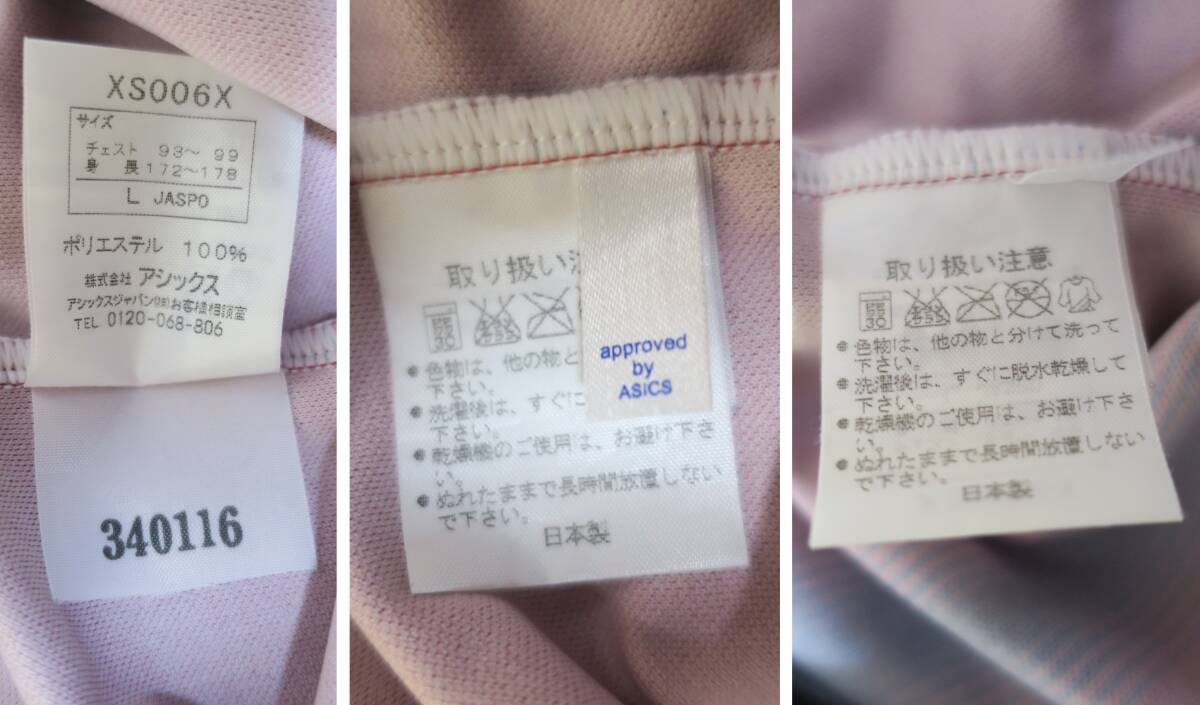 XS006X
サイズ
チェスト 93～ 99
身 長 172～178
L JASPO
ポリエステル 100%
株式会社 アシックス
アシックスジャパン(株)お客様相談室
TEL 0120-068-806
340116
取り扱い注
30
approved
by
ASICS
色物は、他の物と
下さい。
洗濯後は、すぐに
下さい。
乾燥機のご使用は、お避け下さ
い。
ぬれたままで長時間放置しない
で下さい。
日本製
取り扱い注意
30
色物は、他の物と分けて洗って
下さい。
洗濯後は、すぐに脱水乾燥して
下さい。
乾燥機のご使用は、お避け下さ
い。
ぬれたままで長時間放置しない
で下さい。
日本製